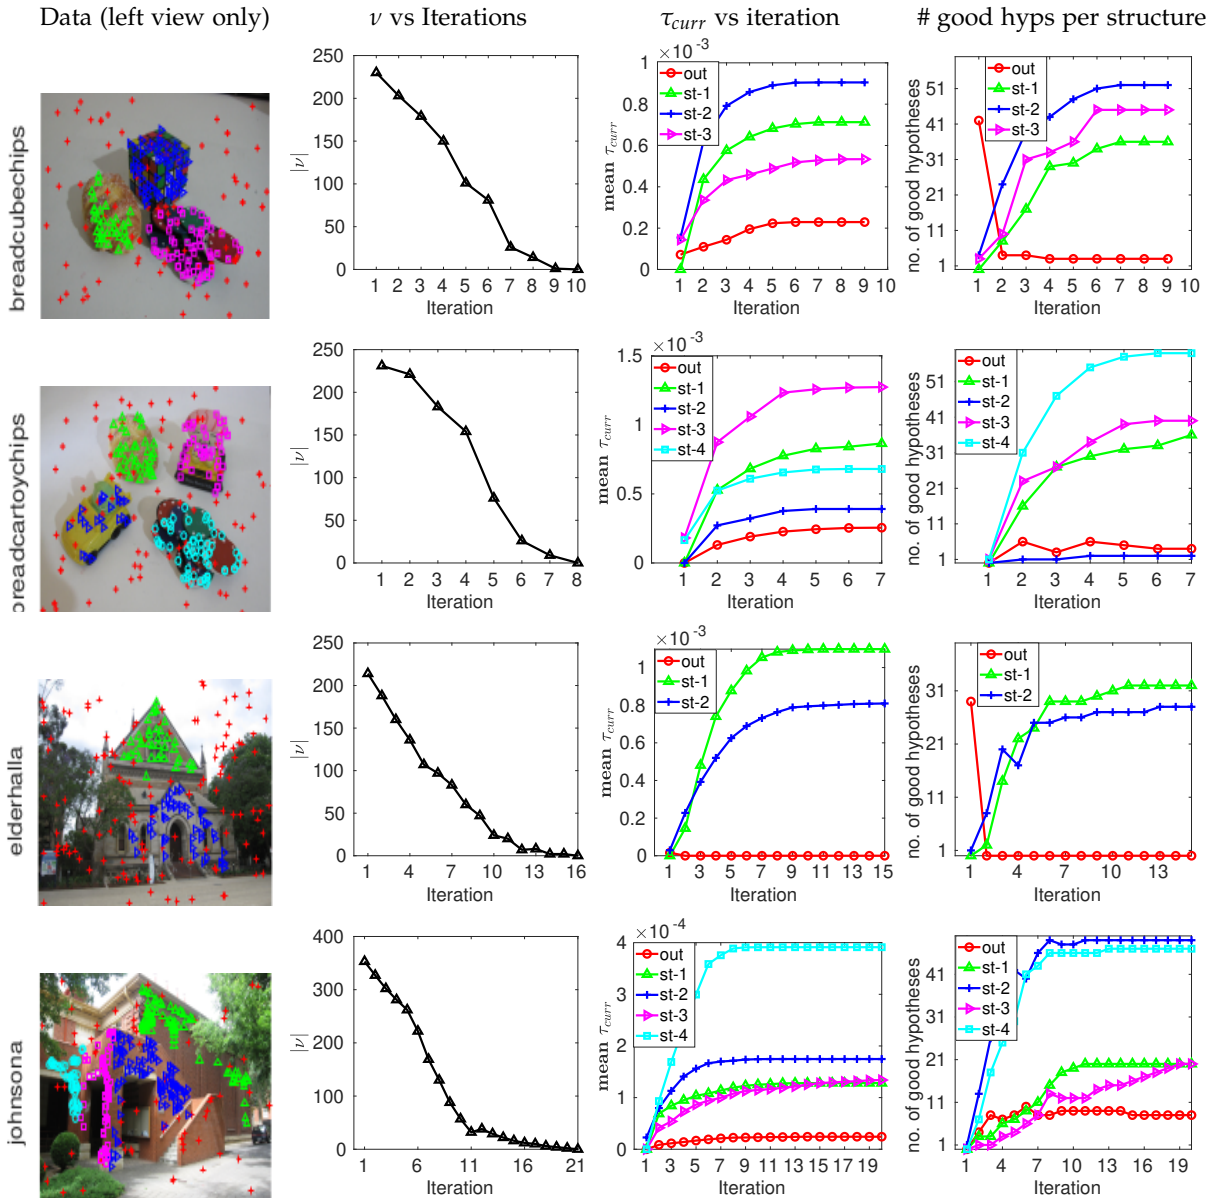 Data (left view only) ν vs Iterations τcurr vs iteration # good hyps per structure
breadcubechips
250
200
150
100
50
0
|ν|
1 2 3 4 5 6 7 8 9 10
Iteration
×10-3
1
0.8
0.6
0.4
0.2
0
mean τcurr
out
st-1
st-2
st-3
1 2 3 4 5 6 7 8 9 10
Iteration
51
41
31
21
11
1
no. of good hypotheses
out
st-1
st-2
st-3
1 2 3 4 5 6 7 8 9 10
Iteration
breadcartoychips
250
200
150
100
50
0
|ν|
1 2 3 4 5 6 7 8
Iteration
×10-3
1.5
1
0.5
0
mean τcurr
out
st-1
st-2
st-3
st-4
1 2 3 4 5 6 7
Iteration
51
41
31
21
11
1
no. of good hypotheses
out
st-1
st-2
st-3
st-4
1 2 3 4 5 6 7
Iteration
elderhalla
250
200
150
100
50
0
|ν|
1 4 7 10 13 16
Iteration
×10-3
1
0.8
0.6
0.4
0.2
0
mean τcurr
out
st-1
st-2
1 3 5 7 9 11 13 15
Iteration
31
21
11
1
no. of good hypotheses
out
st-1
st-2
1 4 7 10 13
Iteration
johnsona
400
300
200
100
0
|ν|
1 6 11 16 21
Iteration
×10-4
4
3
2
1
0
mean τcurr
out
st-1
st-2
st-3
st-4
1 3 5 7 9 11 13 15 17 19
Iteration
41
31
21
11
1
no. of good hypotheses
out
st-1
st-2
st-3
st-4
1 4 7 10 13 16 19
Iteration